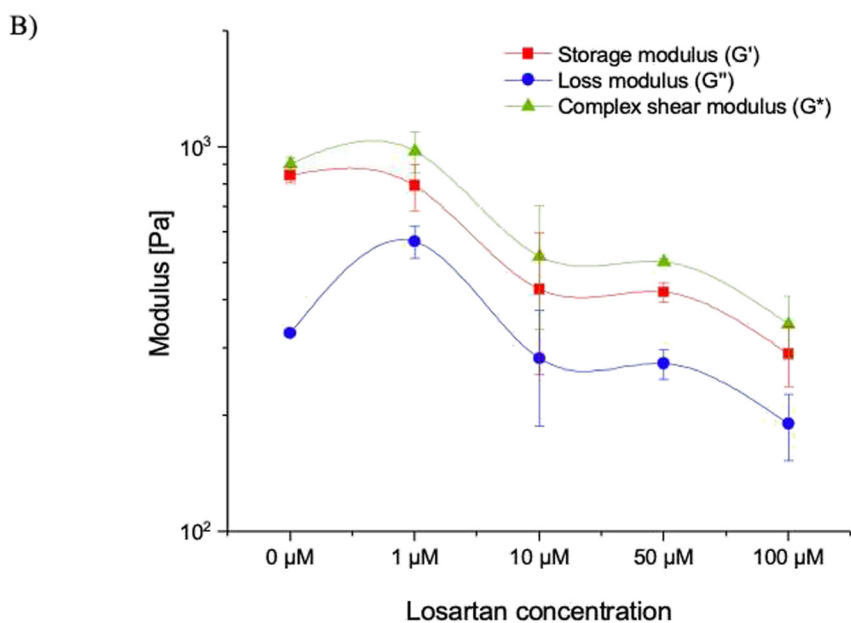 B)
Storage modulus (G')
Loss modulus (G")
Complex shear modulus (G*)
10³
10²
Modulus [Pa]
0 µM 1 µM 10 µM 50 µM 100 µM
Losartan concentration